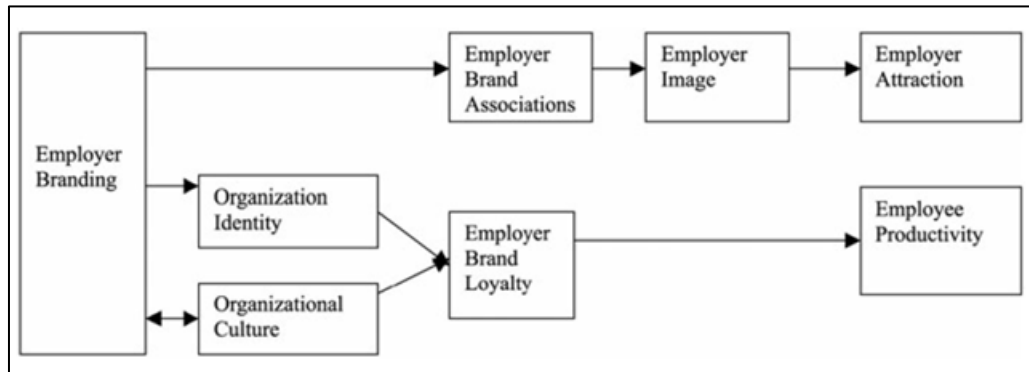 Employer
Branding
Employer
Brand
Associations
Employer
Image
Employer
Attraction
Organization
Identity
Organizational
Culture
Employer
Brand
Loyalty
Employee
Productivity